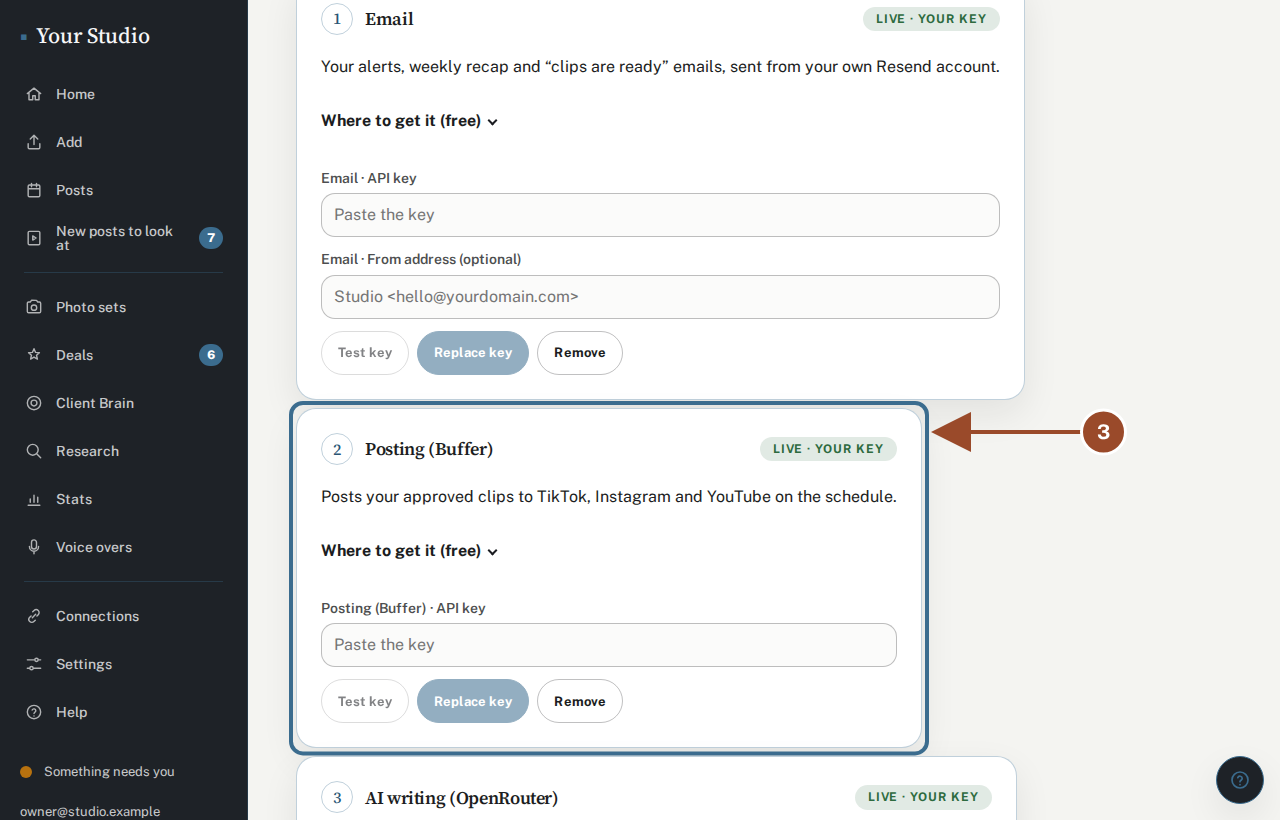 Your Studio
Home
Add
Posts
New posts to look
at
7
Photo sets
Deals
6
Client Brain
Research
Stats
Voice overs
Connections
Settings
Help
Something needs you
owner@studio.example
1
Email
LIVE · YOUR KEY
Your alerts, weekly recap and “clips are ready” emails, sent from your own Resend account.
Where to get it (free)
Email · API key
Paste the key
Email · From address (optional)
Studio <hello@yourdomain.com>
Test key
Replace key
Remove
2
Posting (Buffer)
LIVE · YOUR KEY
3
Posts your approved clips to TikTok, Instagram and YouTube on the schedule.
Where to get it (free)
Posting (Buffer) · API key
Paste the key
Test key
Replace key
Remove
3
AI writing (OpenRouter)
LIVE · YOUR KEY